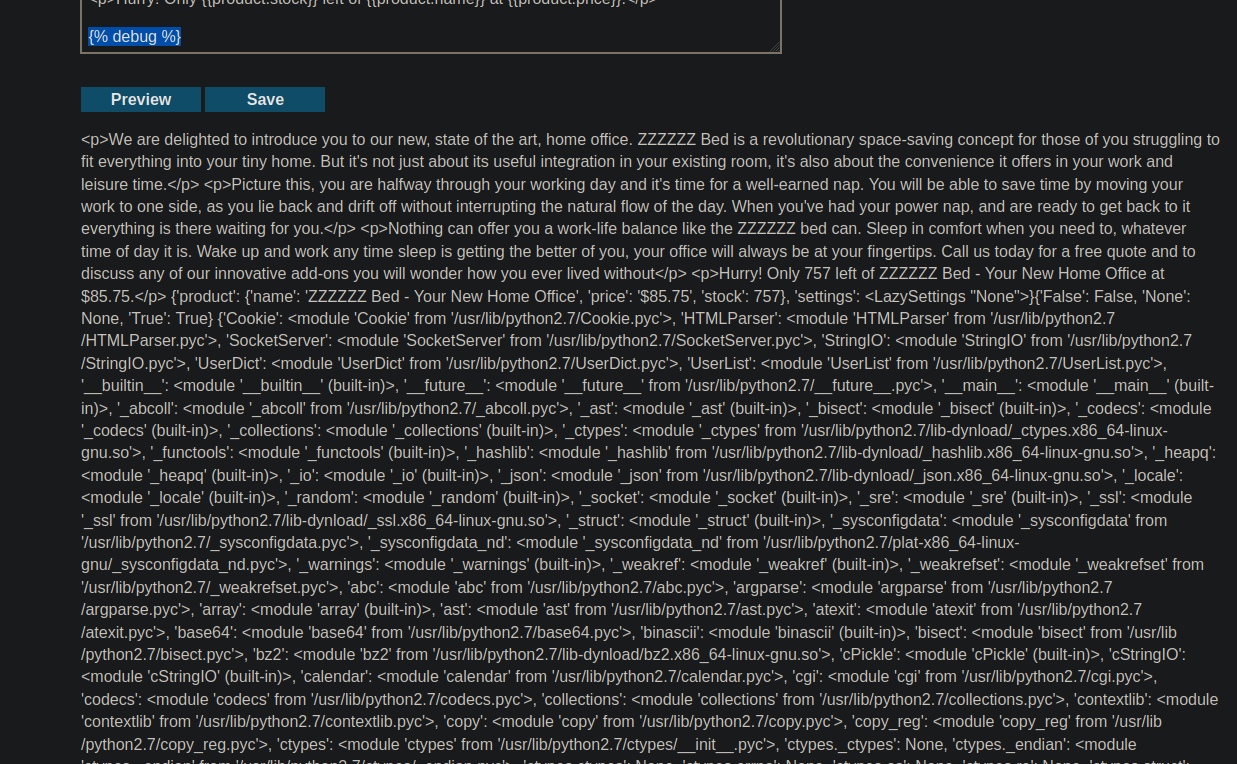 <p>Hurry! Only {{product.stock}} left of {{product.name}} at {{product.price}}.</p>
{% debug %}
Preview Save
<p>We are delighted to introduce you to our new, state of the art, home office. ZZZZZZ Bed is a revolutionary space-saving concept for those of you struggling to
fit everything into your tiny home. But it's not just about its useful integration in your existing room, it's also about the convenience it offers in your work and
leisure time.</p> <p>Picture this, you are halfway through your working day and it's time for a well-earned nap. You will be able to save time by moving your
work to one side, as you lie back and drift off without interrupting the natural flow of the day. When you've had your power nap, and are ready to get back to it
everything is there waiting for you.</p> <p>Nothing can offer you a work-life balance like the ZZZZZZ bed can. Sleep in comfort when you need to, whatever
time of day it is. Wake up and work any time sleep is getting the better of you, your office will always be at your fingertips. Call us today for a free quote and to
discuss any of our innovative add-ons you will wonder how you ever lived without</p> <p>Hurry! Only 757 left of ZZZZZZ Bed - Your New Home Office at
$85.75.</p> {'product': {'name': 'ZZZZZZ Bed - Your New Home Office', 'price': '$85.75', 'stock': 757}, 'settings': <LazySettings "None">}{'False': False, 'None':
None, 'True': True} {'Cookie': <module 'Cookie' from '/usr/lib/python2.7/Cookie.pyc'>, 'HTMLParser': <module 'HTMLParser' from '/usr/lib/python2.7
/HTMLParser.pyc'>, 'SocketServer': <module 'SocketServer' from '/usr/lib/python2.7/SocketServer.pyc'>, 'StringIO': <module 'StringIO' from '/usr/lib/python2.7
/StringIO.pyc'>, 'UserDict': <module 'UserDict' from '/usr/lib/python2.7/UserDict.pyc'>, 'UserList': <module 'UserList' from '/usr/lib/python2.7/UserList.pyc'>,
'__builtin__': <module '__builtin__' (built-in)>, '__future__': <module '__future__' from '/usr/lib/python2.7/__future__.pyc'>, '__main__': <module '__main__' (built-
in)>, '_abcoll': <module '_abcoll' from '/usr/lib/python2.7/_abcoll.pyc'>, '_ast': <module '_ast' (built-in)>, '_bisect': <module '_bisect' (built-in)>, '_codecs': <module
'_codecs' (built-in)>, '_collections': <module '_collections' (built-in)>, '_ctypes': <module '_ctypes' from '/usr/lib/python2.7/lib-dynload/_ctypes.x86_64-linux-
gnu.so'>, '_functools': <module '_functools' (built-in)>, '_hashlib': <module '_hashlib' from '/usr/lib/python2.7/lib-dynload/_hashlib.x86_64-linux-gnu.so'>, '_heapq':
<module '_heapq' (built-in)>, '_io': <module '_io' (built-in)>, '_json': <module '_json' from '/usr/lib/python2.7/lib-dynload/_json.x86_64-linux-gnu.so'>, '_locale':
<module '_locale' (built-in)>, '_random': <module '_random' (built-in)>, '_socket': <module '_socket' (built-in)>, '_sre': <module '_sre' (built-in)>, '_ssl': <module
'_ssl' from '/usr/lib/python2.7/lib-dynload/_ssl.x86_64-linux-gnu.so'>, '_struct': <module '_struct' (built-in)>, '_sysconfigdata': <module '_sysconfigdata' from
'/usr/lib/python2.7/_sysconfigdata.pyc'>, '_sysconfigdata_nd': <module '_sysconfigdata_nd' from '/usr/lib/python2.7/plat-x86_64-linux-
gnu/_sysconfigdata_nd.pyc'>, '_warnings': <module '_warnings' (built-in)>, '_weakref': <module '_weakref' (built-in)>, '_weakrefset': <module '_weakrefset' from
'/usr/lib/python2.7/_weakrefset.pyc'>, 'abc': <module 'abc' from '/usr/lib/python2.7/abc.pyc'>, 'argparse': <module 'argparse' from '/usr/lib/python2.7
/argparse.pyc'>, 'array': <module 'array' (built-in)>, 'ast': <module 'ast' from '/usr/lib/python2.7/ast.pyc'>, 'atexit': <module 'atexit' from '/usr/lib/python2.7
/atexit.pyc'>, 'base64': <module 'base64' from '/usr/lib/python2.7/base64.pyc'>, 'binascii': <module 'binascii' (built-in)>, 'bisect': <module 'bisect' from '/usr/lib
/python2.7/bisect.pyc'>, 'bz2': <module 'bz2' from '/usr/lib/python2.7/lib-dynload/bz2.x86_64-linux-gnu.so'>, 'cPickle': <module 'cPickle' (built-in)>, 'cStringIO':
<module 'cStringIO' (built-in)>, 'calendar': <module 'calendar' from '/usr/lib/python2.7/calendar.pyc'>, 'cgi': <module 'cgi' from '/usr/lib/python2.7/cgi.pyc'>,
'codecs': <module 'codecs' from '/usr/lib/python2.7/codecs.pyc'>, 'collections': <module 'collections' from '/usr/lib/python2.7/collections.pyc'>, 'contextlib': <module
'contextlib' from '/usr/lib/python2.7/contextlib.pyc'>, 'copy': <module 'copy' from '/usr/lib/python2.7/copy.pyc'>, 'copy_reg': <module 'copy_reg' from '/usr/lib
/python2.7/copy_reg.pyc'>, 'ctypes': <module 'ctypes' from '/usr/lib/python2.7/ctypes/__init__.pyc'>, 'ctypes._ctypes': None, 'ctypes._endian': <module